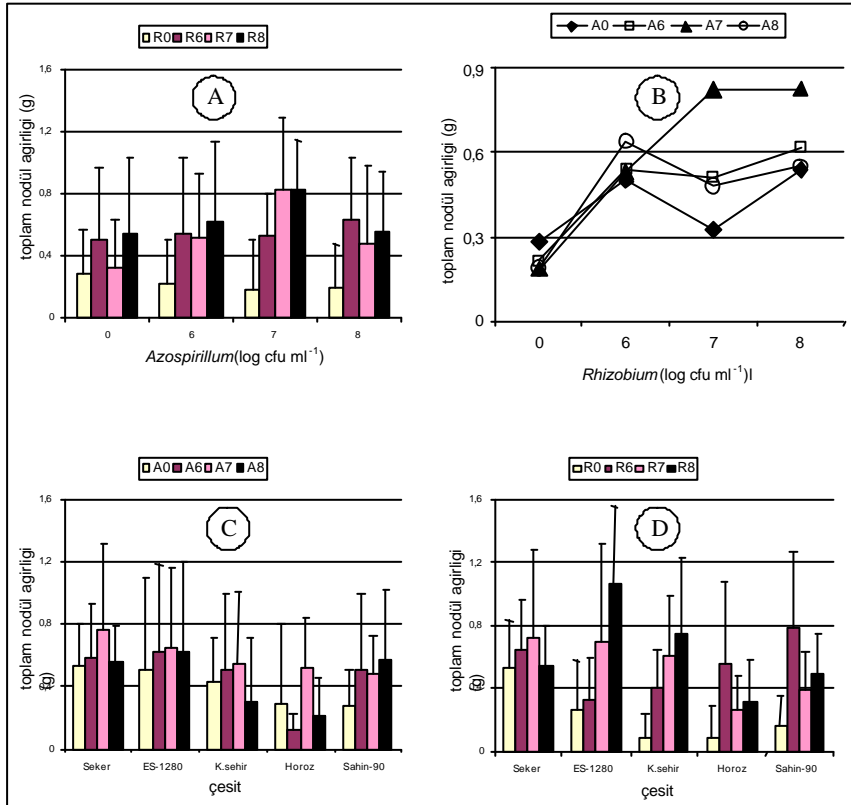 R0 R6 R7 R8
A
toplam nodül agirligi (g)
1,6
1,2
0,8
0,4
0
0 6 7 8
Azospirillum(log cfu ml-1)
A0 A6 A7 A8
B
toplam nodül agirligi (g)
0,9
0,6
0,3
0
0 6 7 8
Rhizobium(log cfu ml-1)l
A0 A6 A7 A8
C
toplam nodül agirligi
(g)
1,6
1,2
0,8
0,4
0
Seker ES-1280 K.sehir Horoz Sahin-90
çesit
R0 R6 R7 R8
D
toplam nodül agirligi
(g)
1,6
1,2
0,8
0,4
0
Seker ES-1280 K.sehir Horoz Sahin-90
çesit